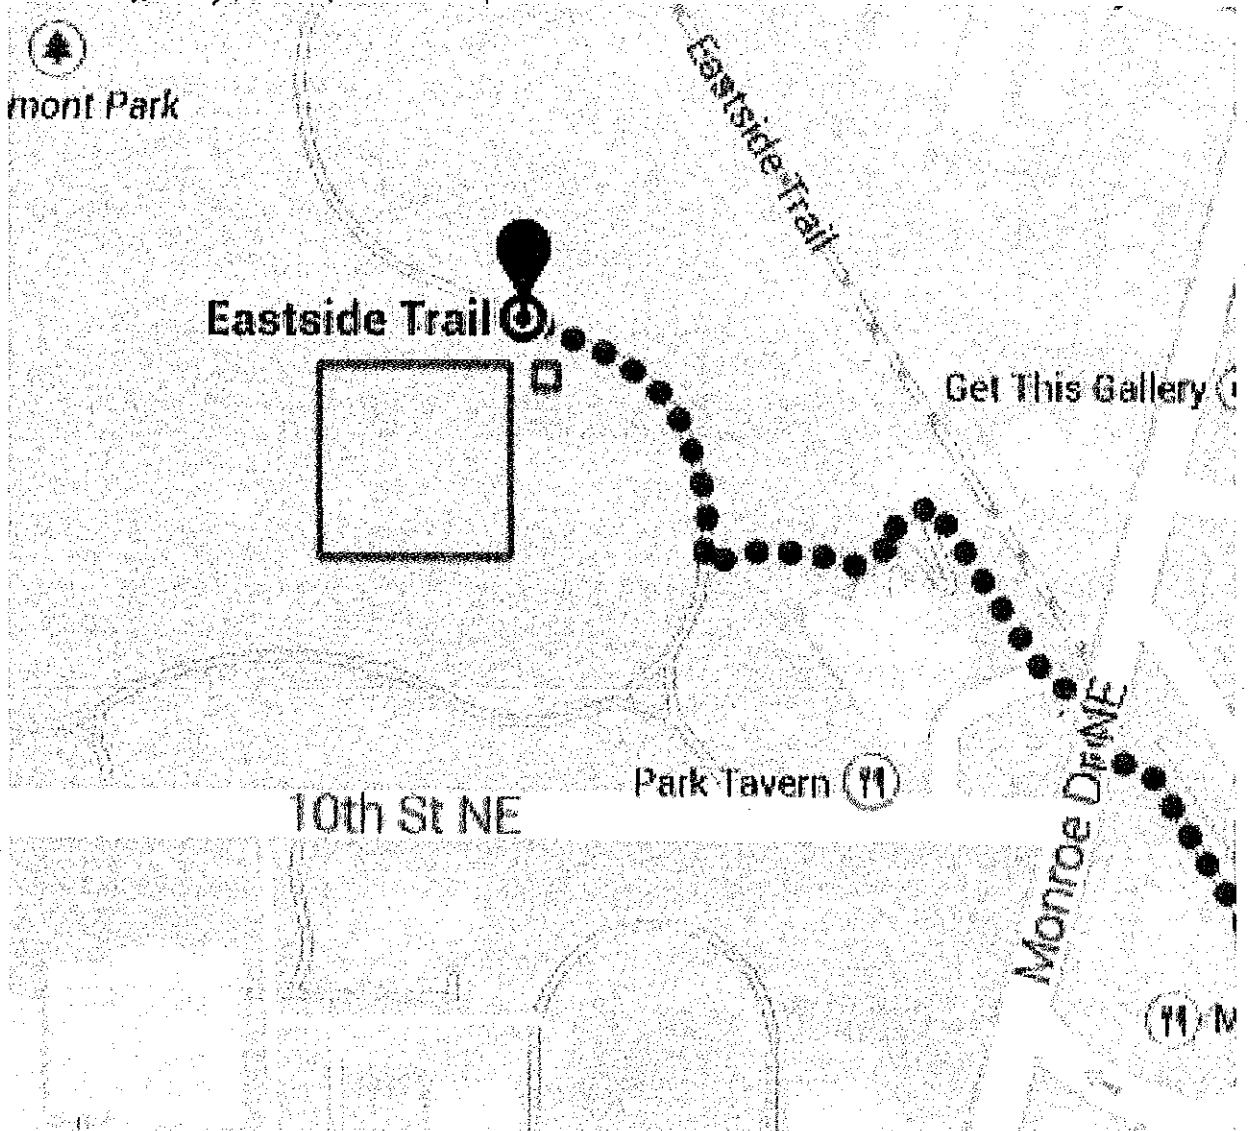 mont Park
Eastside Trail
Eastside Trail
Get This Gallery
Park Tavern
10th St NE
Monroe Dr NE
M